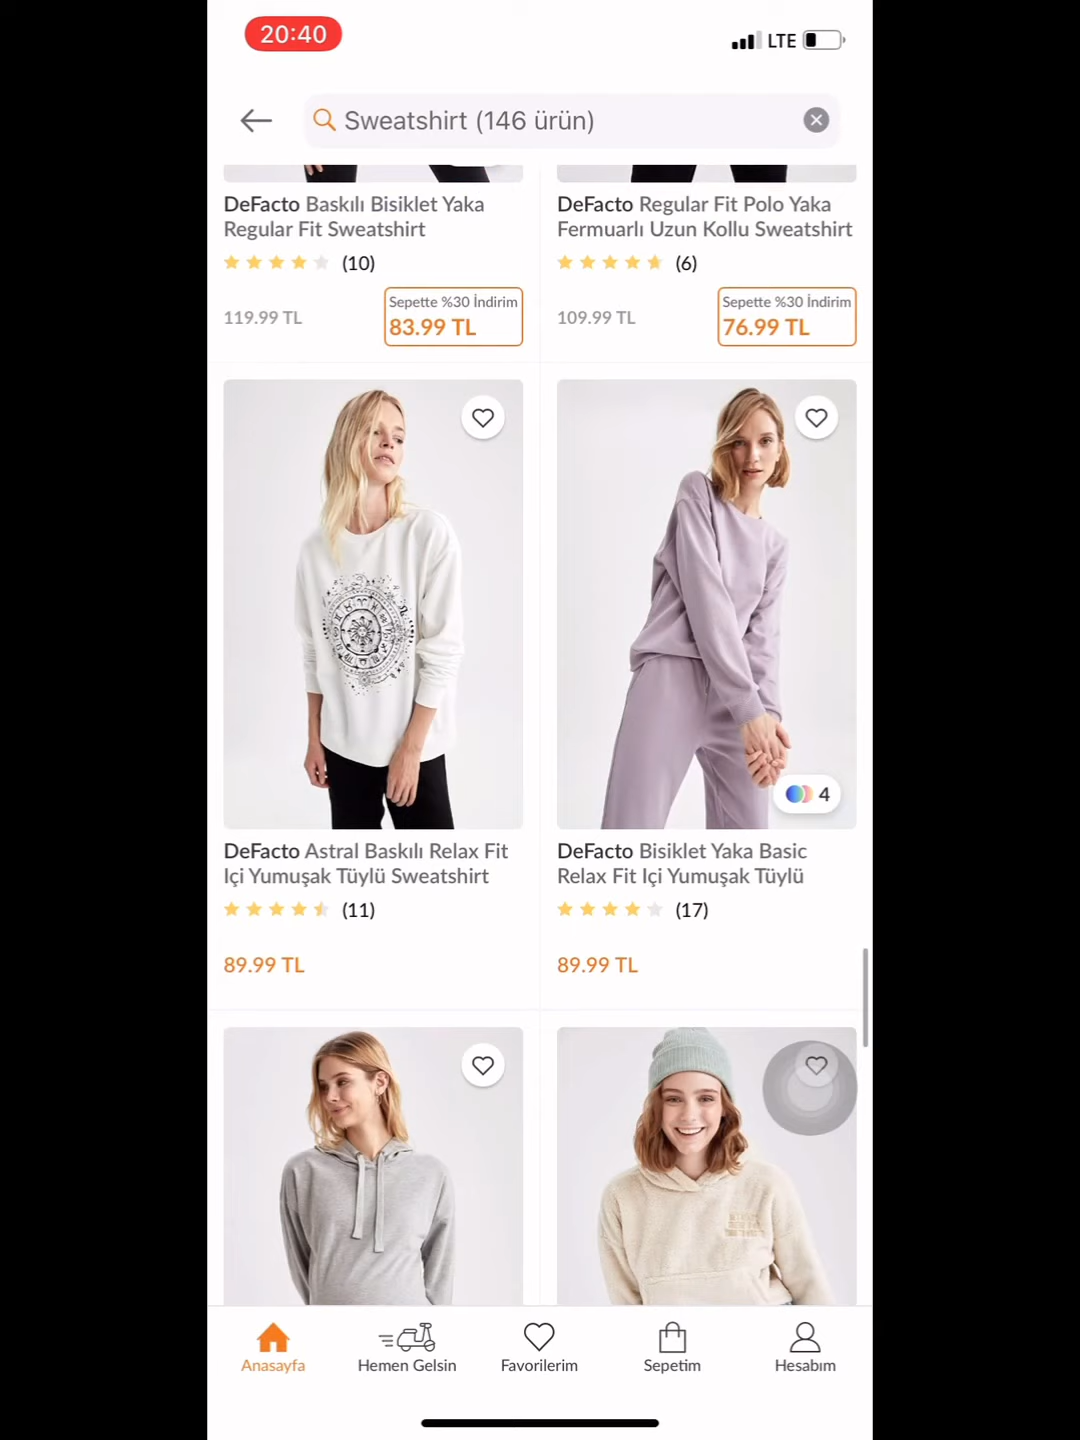 20:40
LTE
Sweatshirt (146 ürün)
DeFacto Baskılı Bisiklet Yaka
Regular Fit Sweatshirt
(10)
119.99 TL
Sepette %30 İndirim
83.99 TL
DeFacto Regular Fit Polo Yaka
Fermuarlı Uzun Kollu Sweatshirt
(6)
109.99 TL
Sepette %30 İndirim
76.99 TL
4
DeFacto Astral Baskılı Relax Fit
Içi Yumuşak Tüylü Sweatshirt
(11)
89.99 TL
DeFacto Bisiklet Yaka Basic
Relax Fit Içi Yumuşak Tüylü
(17)
89.99 TL
Anasayfa
Hemen Gelsin
Favorilerim
Sepetim
Hesabım